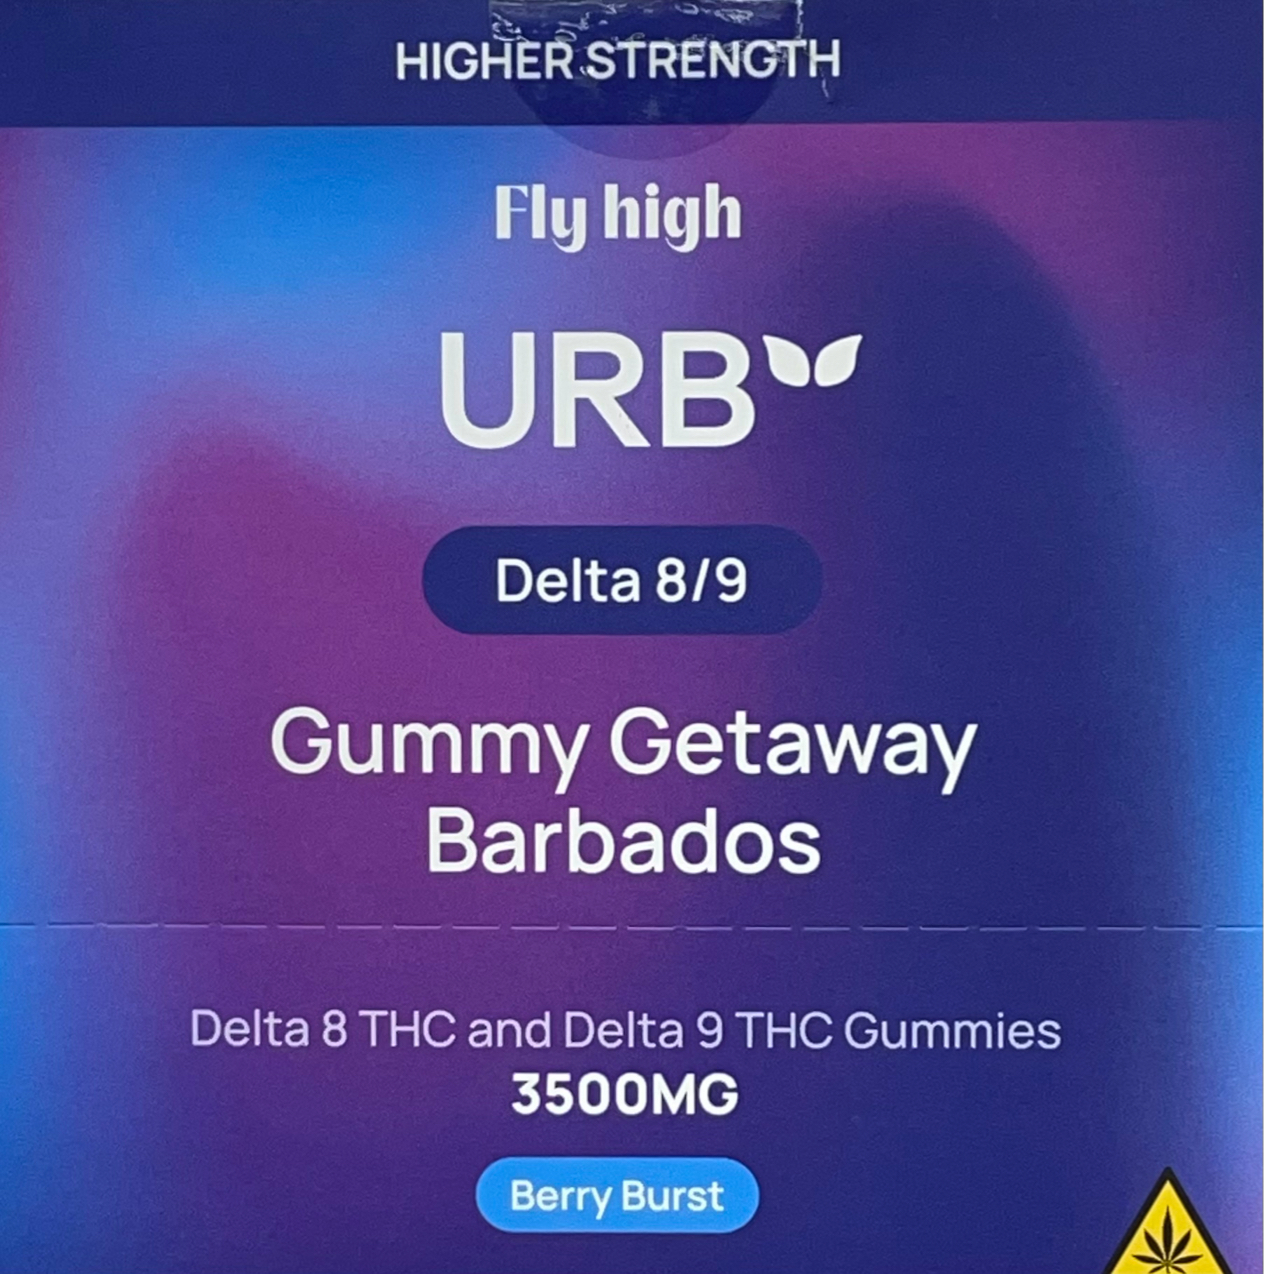 HIGHER STRENGTH
Fly high
URB
Delta 8/9
Gummy Getaway
Barbados
Delta 8 THC and Delta 9 THC Gummies
3500MG
Berry Burst